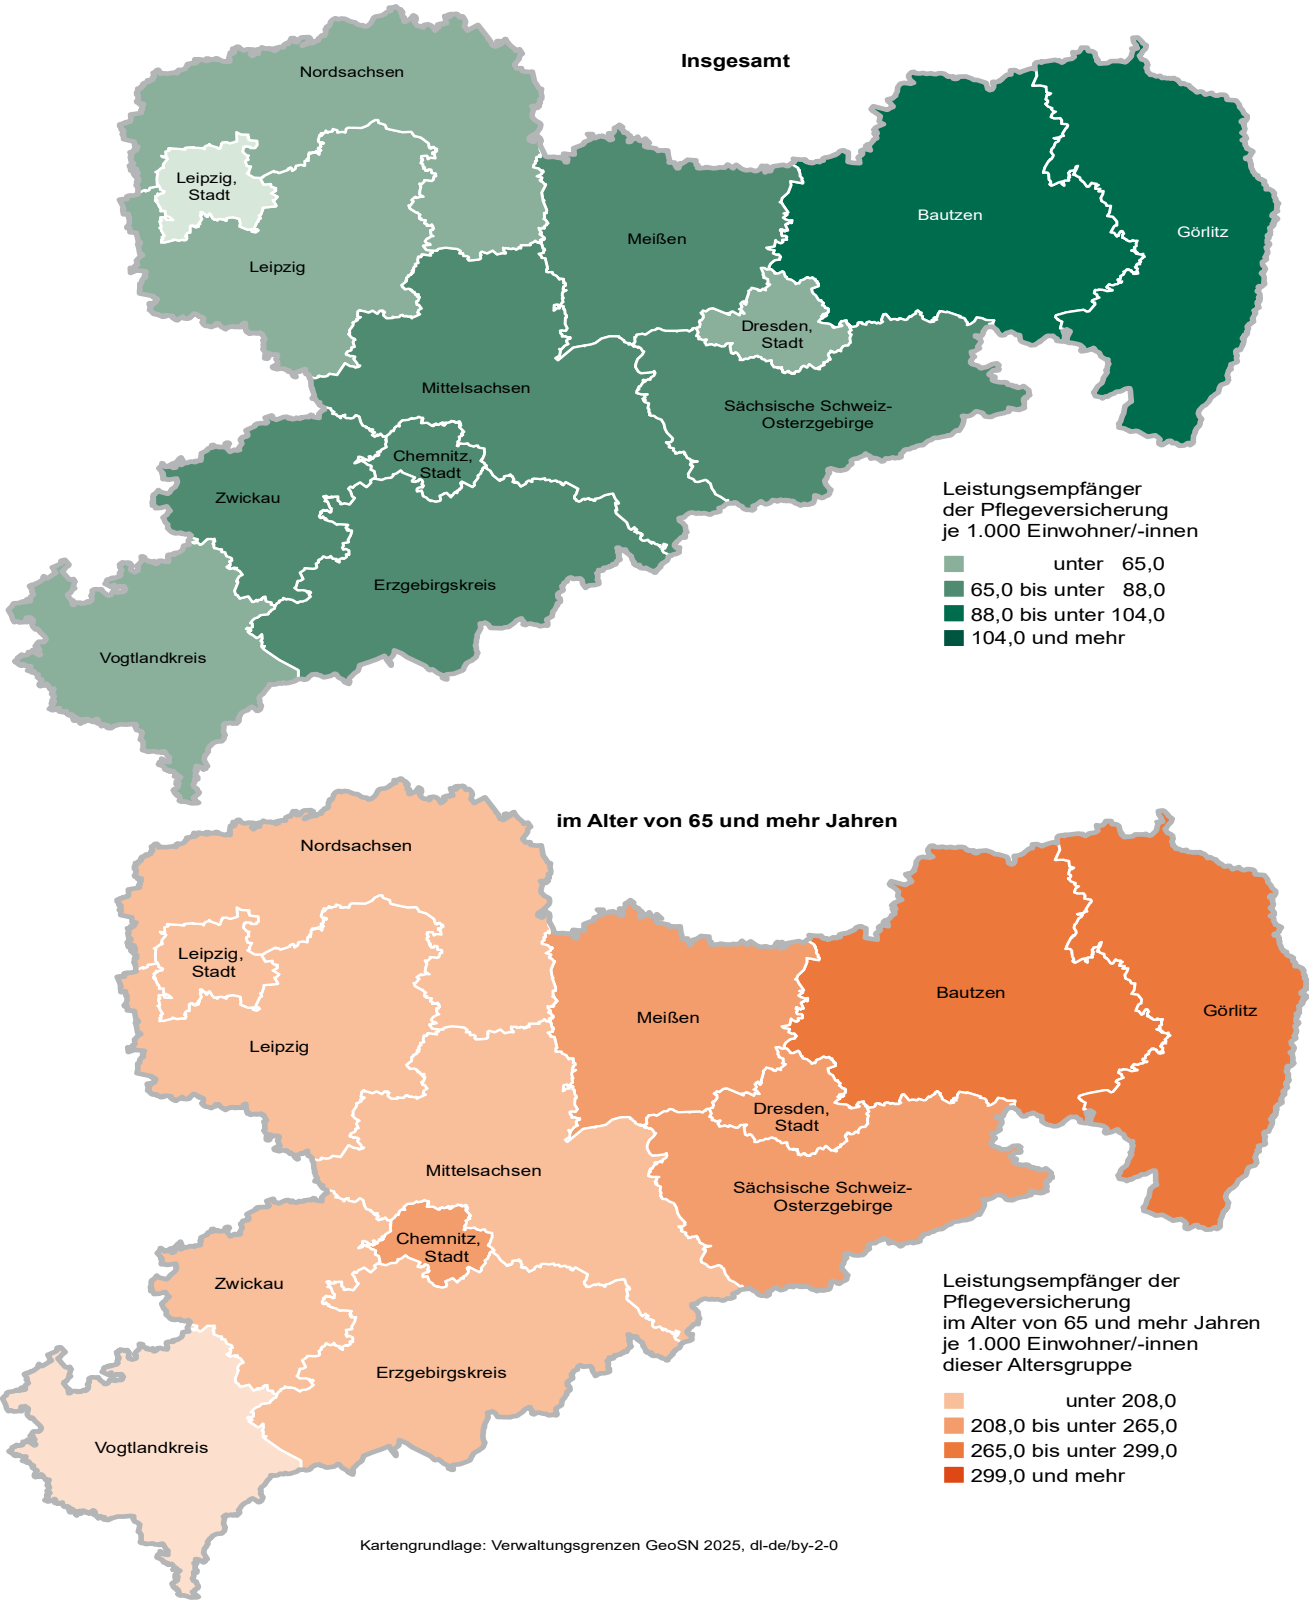 Insgesamt
Nordsachsen
Leipzig,
Stadt
Leipzig
Meißen
Bautzen
Görlitz
Dresden,
Stadt
Mittelsachsen
Sächsische Schweiz-
Osterzgebirge
Chemnitz,
Stadt
Zwickau
Erzgebirgskreis
Vogtlandkreis
Leistungsempfänger
der Pflegeversicherung
je 1.000 Einwohner/-innen
unter 65,0
65,0 bis unter 88,0
88,0 bis unter 104,0
104,0 und mehr
im Alter von 65 und mehr Jahren
Nordsachsen
Leipzig,
Stadt
Leipzig
Meißen
Bautzen
Görlitz
Dresden,
Stadt
Mittelsachsen
Sächsische Schweiz-
Osterzgebirge
Chemnitz,
Stadt
Zwickau
Erzgebirgskreis
Vogtlandkreis
Leistungsempfänger der
Pflegeversicherung
im Alter von 65 und mehr Jahren
je 1.000 Einwohner/-innen
dieser Altersgruppe
unter 208,0
208,0 bis unter 265,0
265,0 bis unter 299,0
299,0 und mehr
Kartengrundlage: Verwaltungsgrenzen GeoSN 2025, dl-de/by-2-0